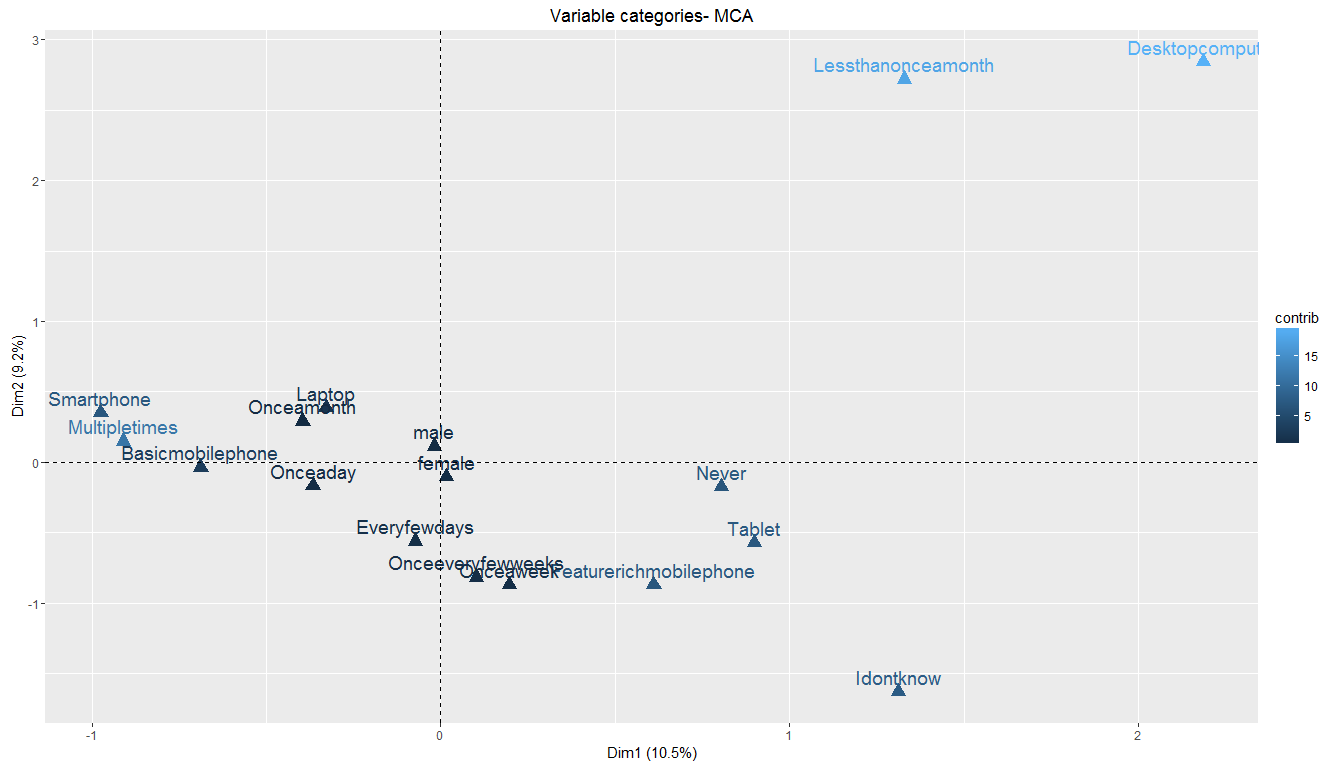 Variable categories- MCA
3
Desktopcomput
Lessthanonceamonth
2
1
Dim2 (9.2%)
Smartphone
Laptop
Onceamonth
Multipletimes
male
Basicmobilephone
female
0
Onceaday
Never
Everyfewdays
Tablet
Onceeveryfewweeks
Onceaweek
Featurerichmobilephone
-1
Idontknow
-1
0
1
2
Dim1 (10.5%)
contrib
15
10
5